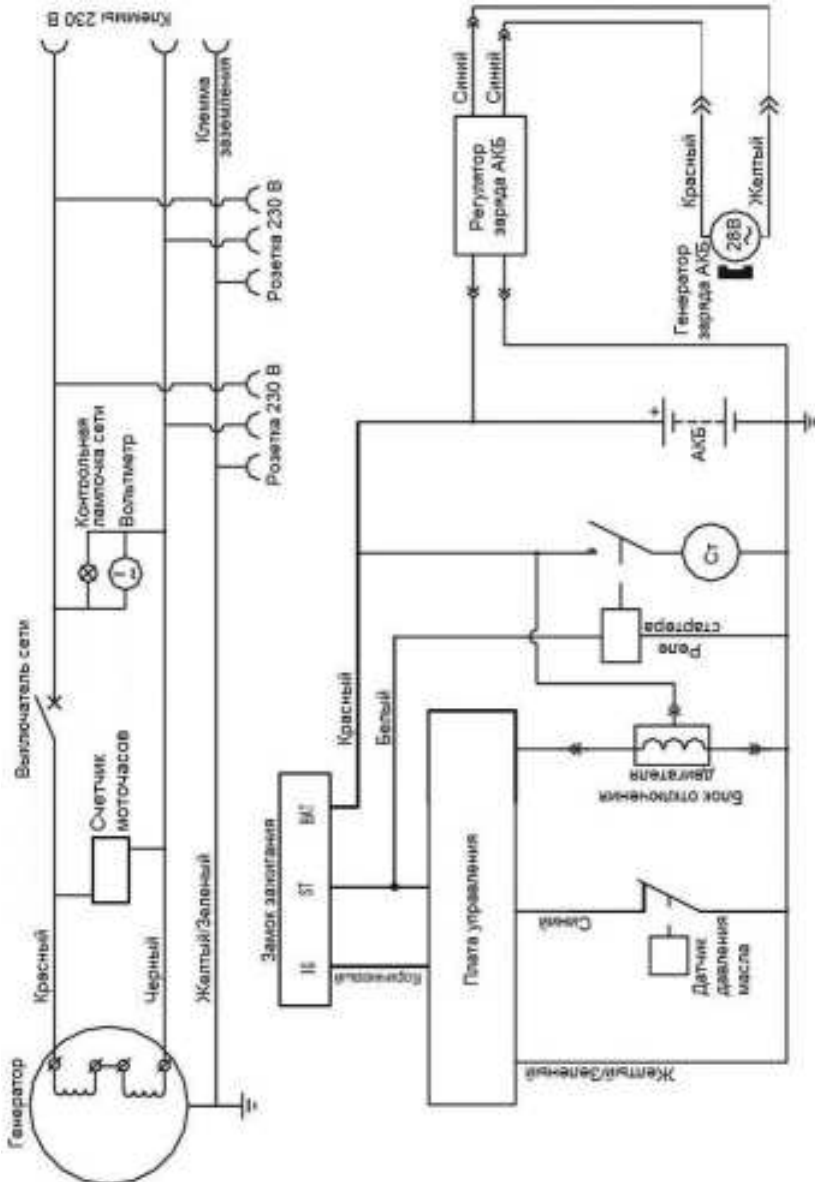 Генератор
Красный
Черный
Желтый/Зеленый
Счетчик
моточасов
Выключатель сети
Контрольная
лампочка сети
Вольтметр
Розетка 230 В
Розетка 230 В
Клеммы 230 В
Клемма
заземления
Замок зажигания
IG
ST
BAT
Коричневый
Красный
Белый
Плата управления
Желтый/Зеленый
Синий
Датчик
давления
масла
Блок отключения
двигателя
Реле
стартера
Ст
+
АКБ
Регулятор
заряда АКБ
Синий
Синий
Генератор
заряда АКБ
28В
~
Красный
Желтый